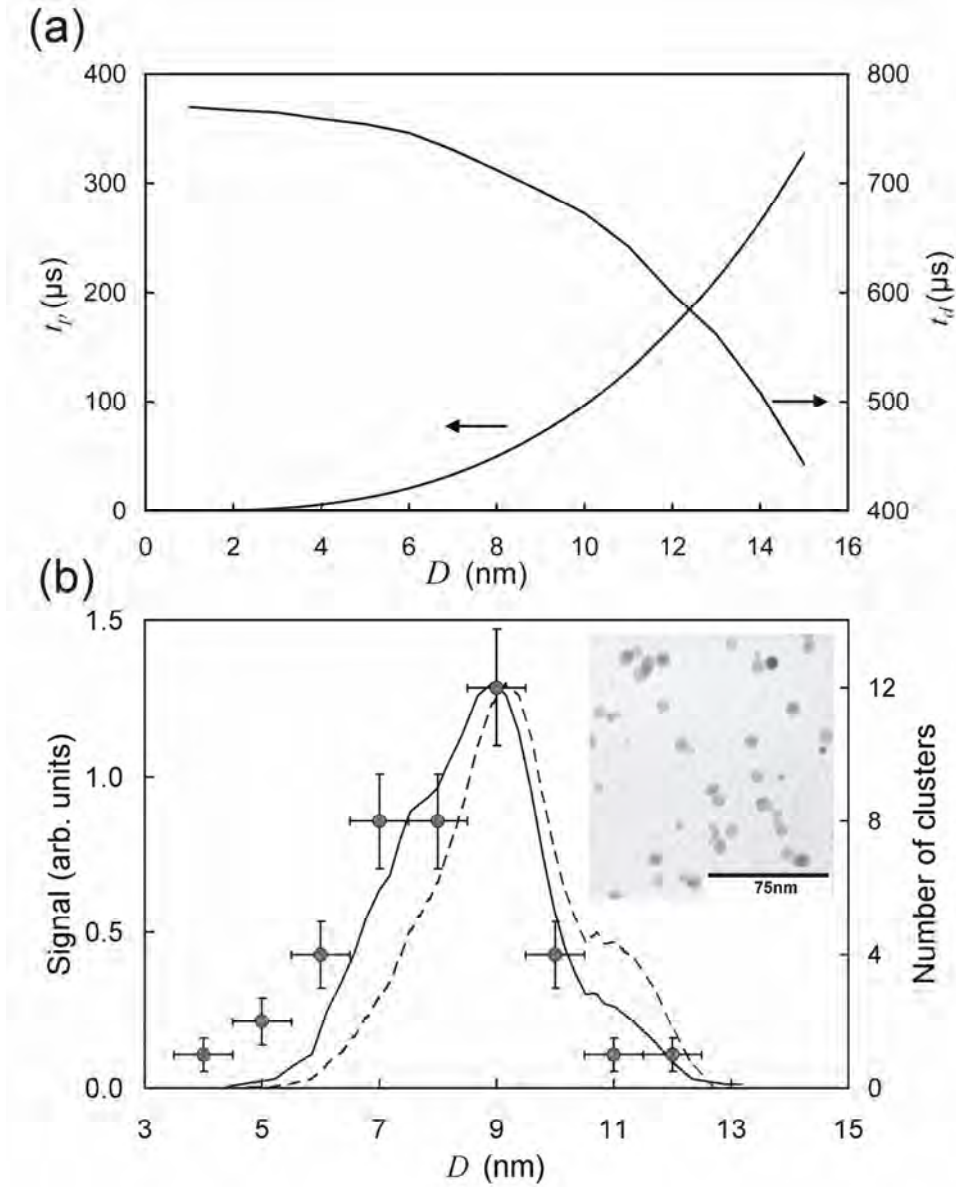 (a)
400
300
200
100
0
t_p (μs)
800
700
600
500
400
t_d (μs)
0 2 4 6 8 10 12 14 16
D (nm)
(b)
1.5
1.0
0.5
0.0
Signal (arb. units)
12
8
4
0
Number of clusters
75nm
3 5 7 9 11 13 15
D (nm)